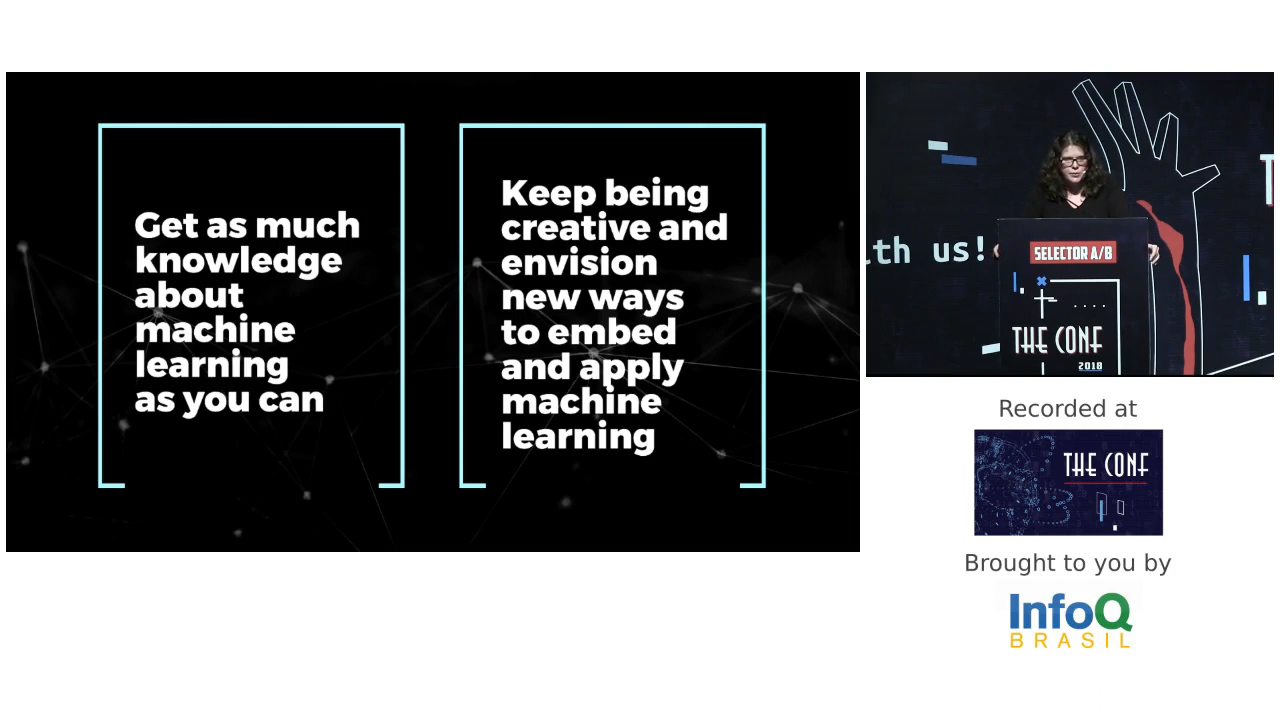 Get as much
knowledge
about
machine
learning
as you can
Keep being
creative and
envision
new ways
to embed
and apply
machine
learning
th us!
SELECTOR A/B
THE CONF
2018
Recorded at
THE CONF
Brought to you by
InfoQ
BRASIL